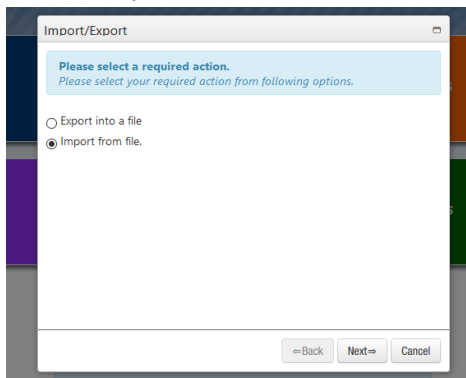 Import/Export
Please select a required action.
Please select your required action from following options.
Export into a file
Import from file.
⇐Back Next⇒ Cancel